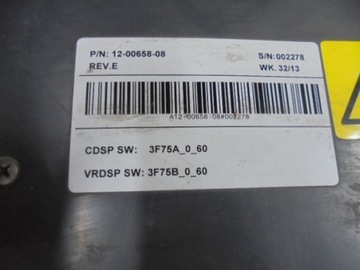 P/N: 12-00658-08 S/N:002278
REV.E WK. 32/13
A12-00658-08#002278
CDSP SW: 3F75A_0_60
VRDSP SW: 3F75B_0_60